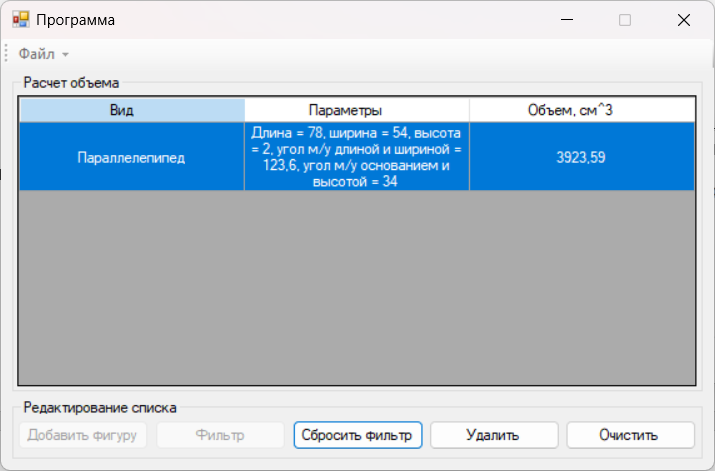 Программа
Файл
Расчет объема
Вид Параметры Объем, см^3
Параллелепипед
Длина = 78, ширина = 54, высота
= 2, угол м/у длиной и шириной =
123,6, угол м/у основанием и
высотой = 34
3923,59
Редактирование списка
Добавить фигуру Фильтр Сбросить фильтр Удалить Очистить